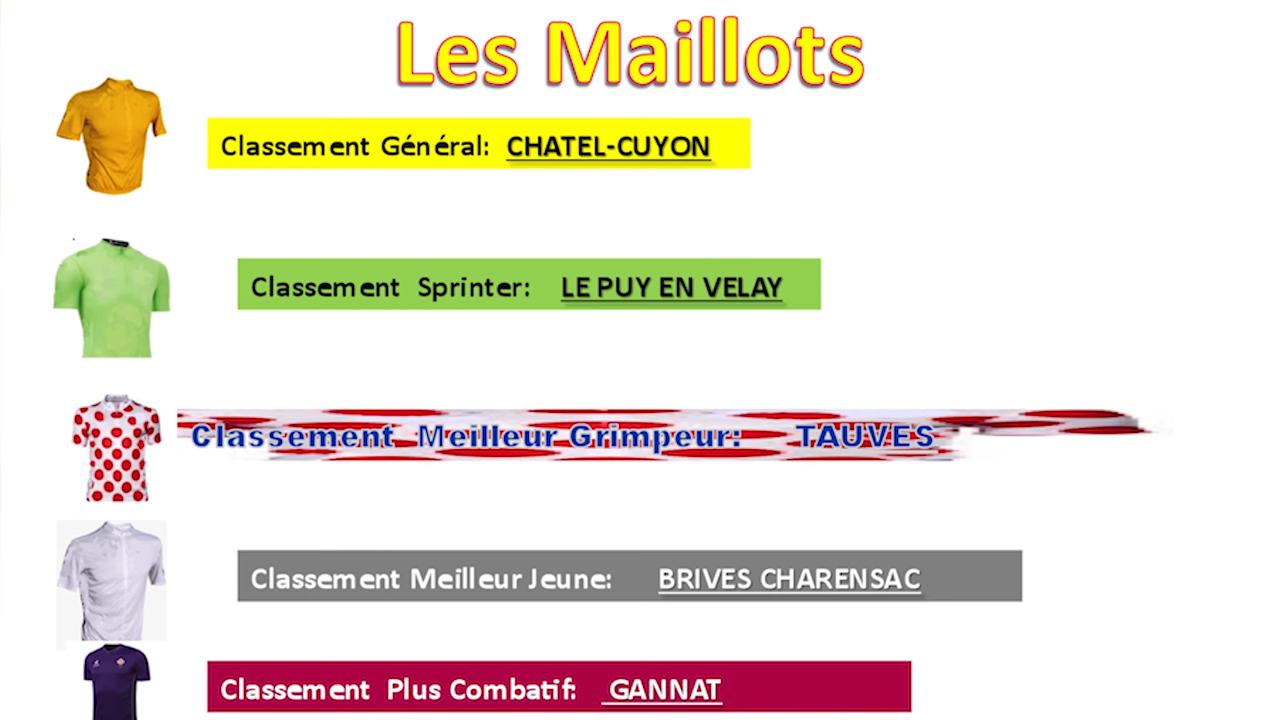 Les Maillots
Classement Général: CHATEL-CUYON
Classement Sprinter: LE PUY EN VELAY
Classement Meilleur Grimpeur: TAUVES
Classement Meilleur Jeune: BRIVES CHARENSAC
Classement Plus Combatif: GANNAT